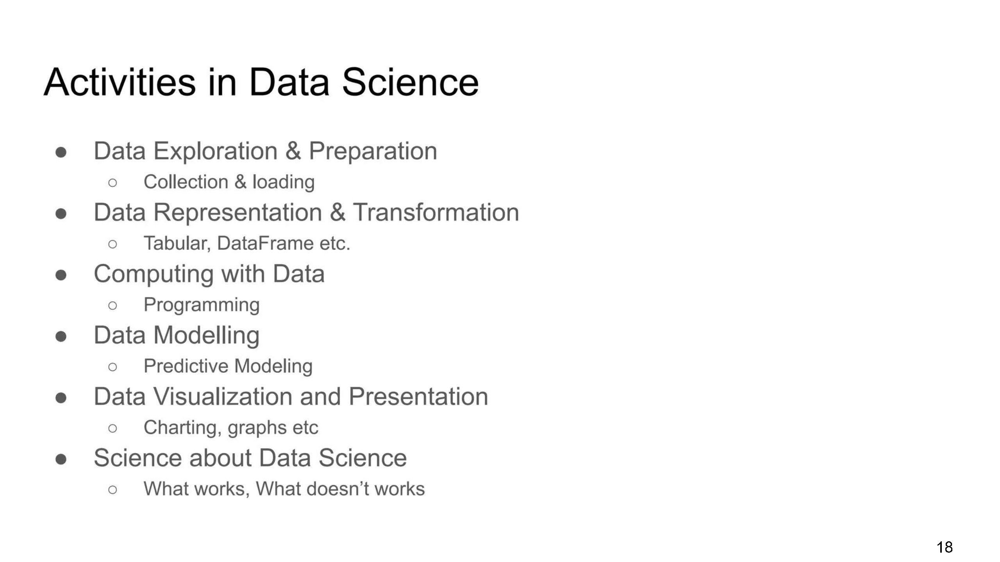 Activities in Data Science
● Data Exploration & Preparation
○ Collection & loading
● Data Representation & Transformation
○ Tabular, DataFrame etc.
● Computing with Data
○ Programming
● Data Modelling
○ Predictive Modeling
● Data Visualization and Presentation
○ Charting, graphs etc
● Science about Data Science
○ What works, What doesn’t works
18